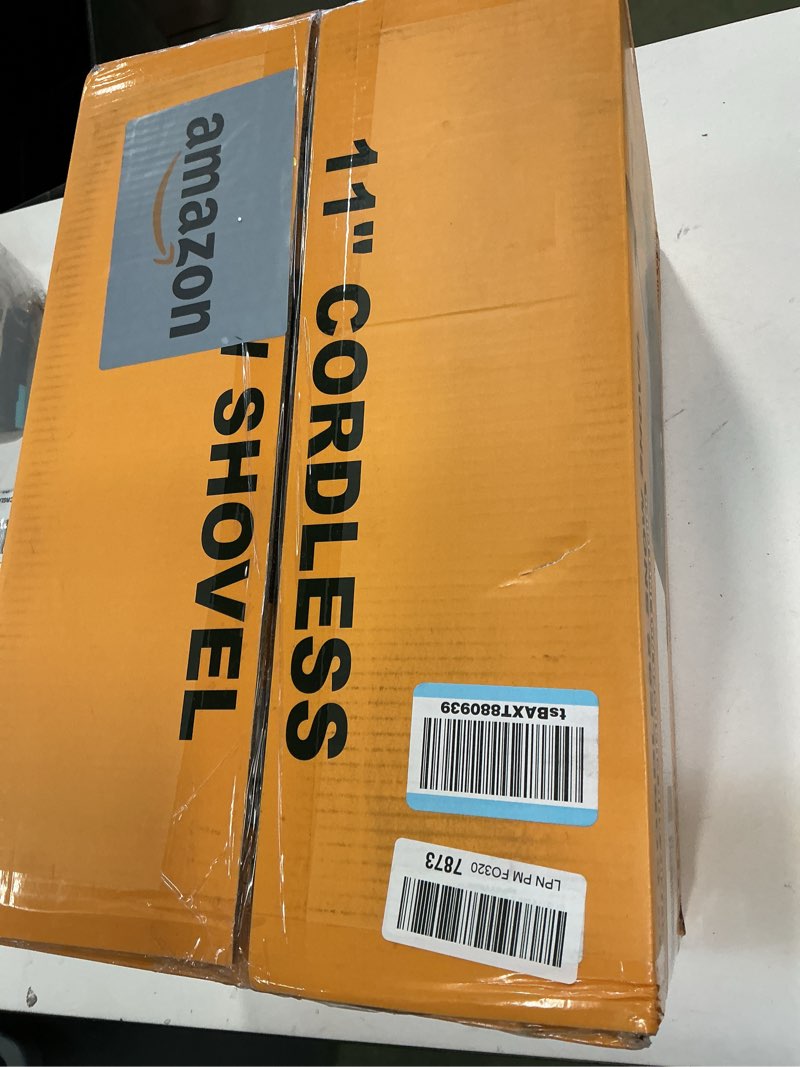 amazon
11" CORDLESS
SHOVEL
tsBAXT880939
LPN PM FO320 7873